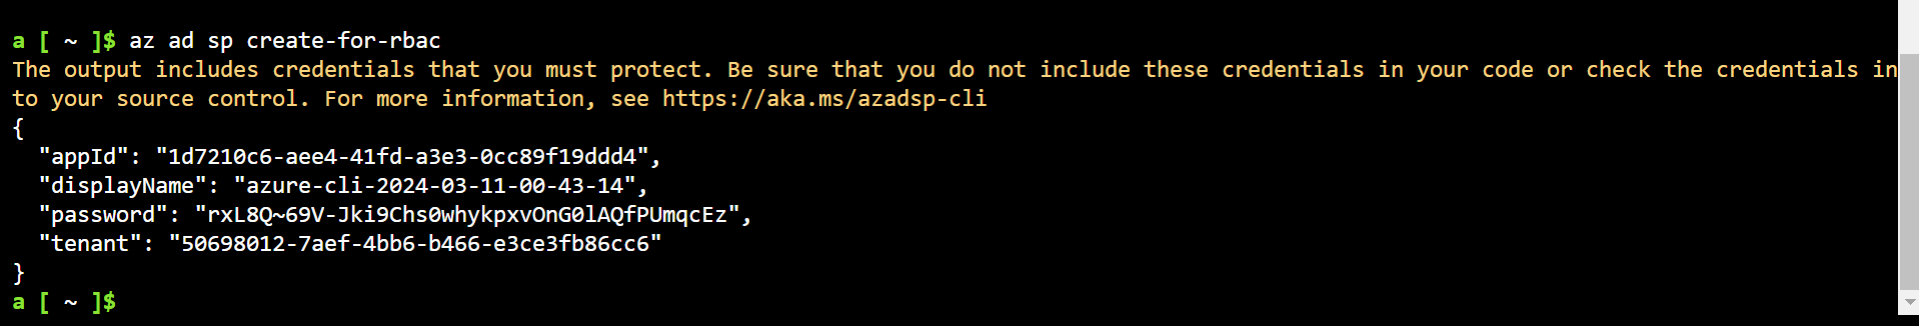 a [ ~ ]$ az ad sp create-for-rbac
The output includes credentials that you must protect. Be sure that you do not include these credentials in your code or check the credentials in
to your source control. For more information, see https://aka.ms/azadsp-cli
{
  "appId": "1d7210c6-aee4-41fd-a3e3-0cc89f19ddd4",
  "displayName": "azure-cli-2024-03-11-00-43-14",
  "password": "rxL8Q~69V-Jki9Chs0whykpxvOnG0lAQfPUmqcEz",
  "tenant": "50698012-7aef-4bb6-b466-e3ce3fb86cc6"
}
a [ ~ ]$